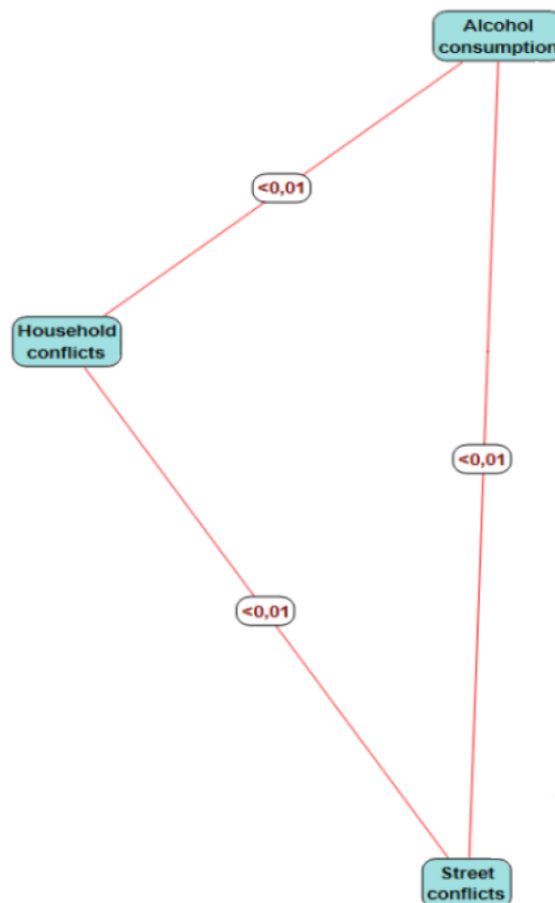 Alcohol
consumption
<0,01
Household
conflicts
<0,01
<0,01
Street
conflicts